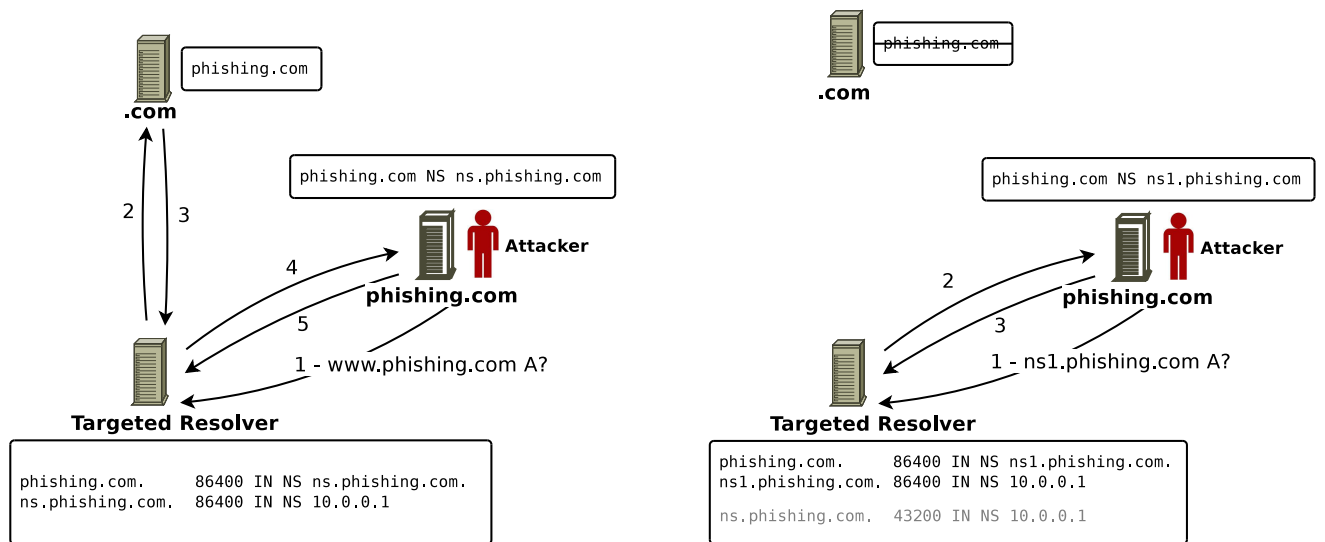 phishing.com
.com
phishing.com NS ns.phishing.com
2
3
Attacker
4
phishing.com
5
1 - www.phishing.com A?
Targeted Resolver
phishing.com. 86400 IN NS ns.phishing.com.
ns.phishing.com. 86400 IN NS 10.0.0.1
phishing.com
.com
phishing.com NS ns1.phishing.com
Attacker
2
phishing.com
3
1 - ns1.phishing.com A?
Targeted Resolver
phishing.com. 86400 IN NS ns1.phishing.com.
ns1.phishing.com. 86400 IN NS 10.0.0.1
ns.phishing.com. 43200 IN NS 10.0.0.1